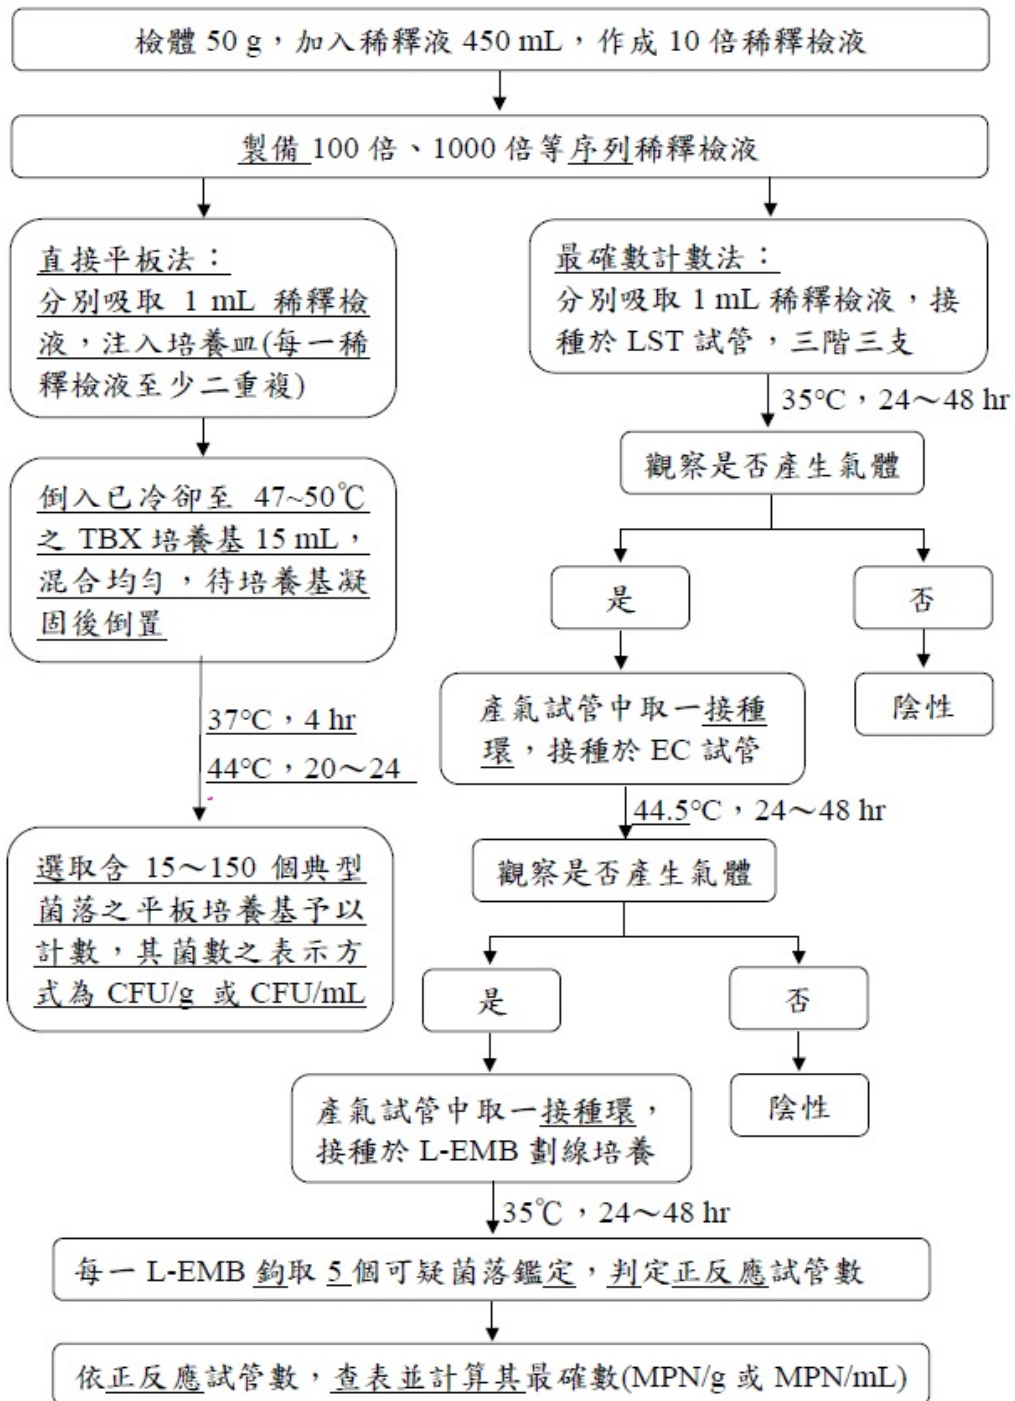 檢體 50 g，加入稀釋液 450 mL，作成 10 倍稀釋檢液
製備 100 倍、1000 倍等序列稀釋檢液
直接平板法：
分別吸取 1 mL 稀釋檢
液，注入培養皿(每一稀
釋檢液至少二重複)
倒入已冷卻至 47~50℃
之 TBX 培養基 15 mL，
混合均勻，待培養基凝
固後倒置
37°C，4 hr
44°C，20～24
選取含 15～150 個典型
菌落之平板培養基予以
計數，其菌數之表示方
式為 CFU/g 或 CFU/mL
最確數計數法：
分別吸取 1 mL 稀釋檢液，接
種於 LST 試管，三階三支
35°C，24～48 hr
觀察是否產生氣體
是
否
陰性
產氣試管中取一接種
環，接種於 EC 試管
44.5°C，24～48 hr
觀察是否產生氣體
是
否
陰性
產氣試管中取一接種環，
接種於 L-EMB 劃線培養
35℃，24～48 hr
每一 L-EMB 鉤取 5 個可疑菌落鑑定，判定正反應試管數
依正反應試管數，查表並計算其最確數(MPN/g 或 MPN/mL)